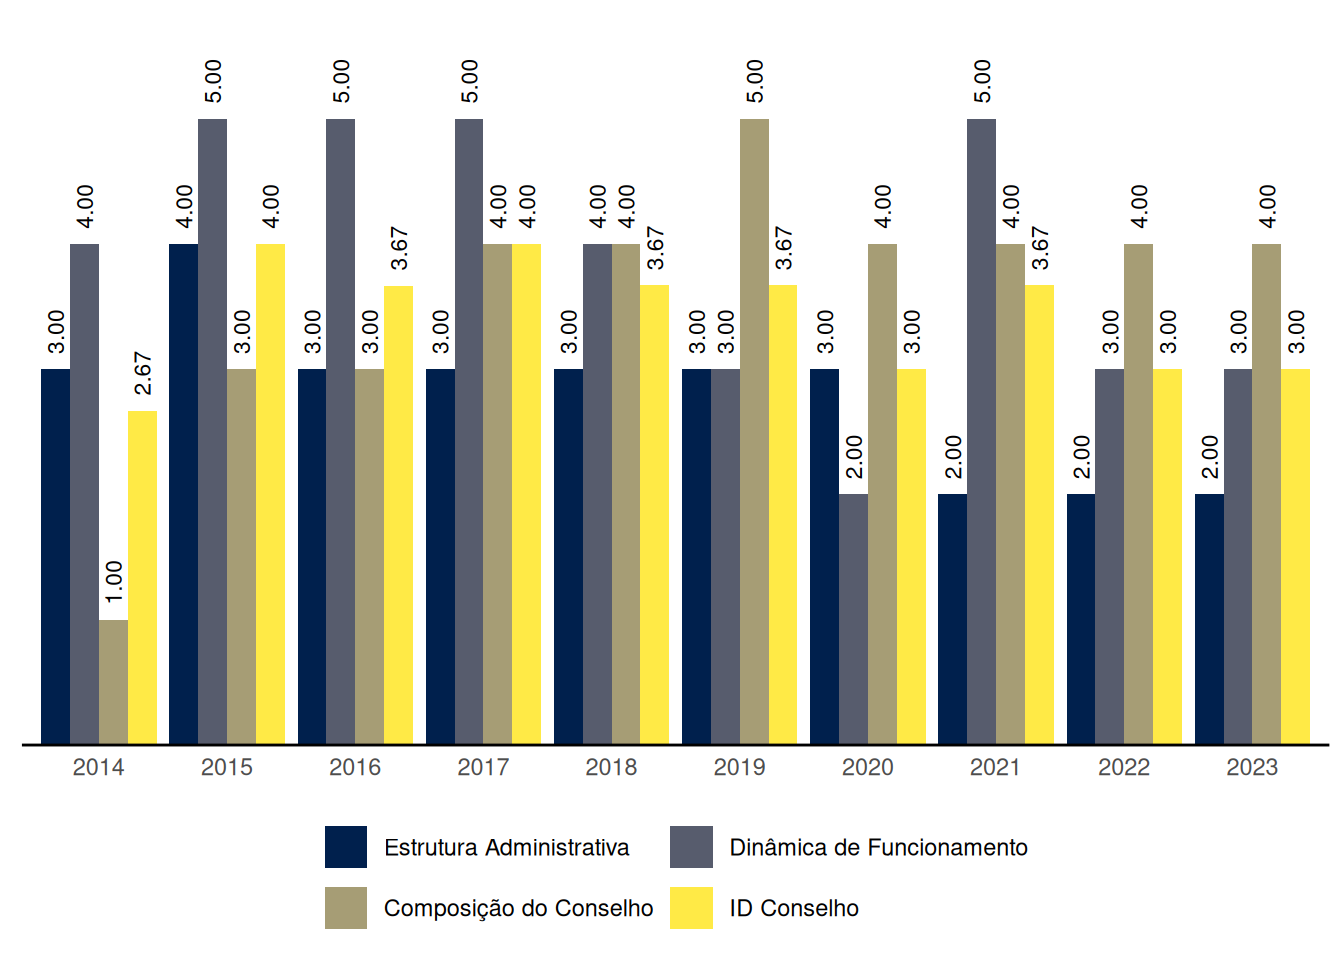 3.00 4.00 1.00 2.67 4.00 5.00 3.00 4.00 3.00 5.00 3.00 3.67 3.00 5.00 4.00 4.00 3.00 4.00 4.00 3.67 3.00 3.00 5.00 3.67 3.00 2.00 4.00 3.00 2.00 5.00 4.00 3.67 2.00 3.00 4.00 3.00 2.00 3.00 4.00 3.00
2014 2015 2016 2017 2018 2019 2020 2021 2022 2023
Estrutura Administrativa Dinâmica de Funcionamento
Composição do Conselho ID Conselho